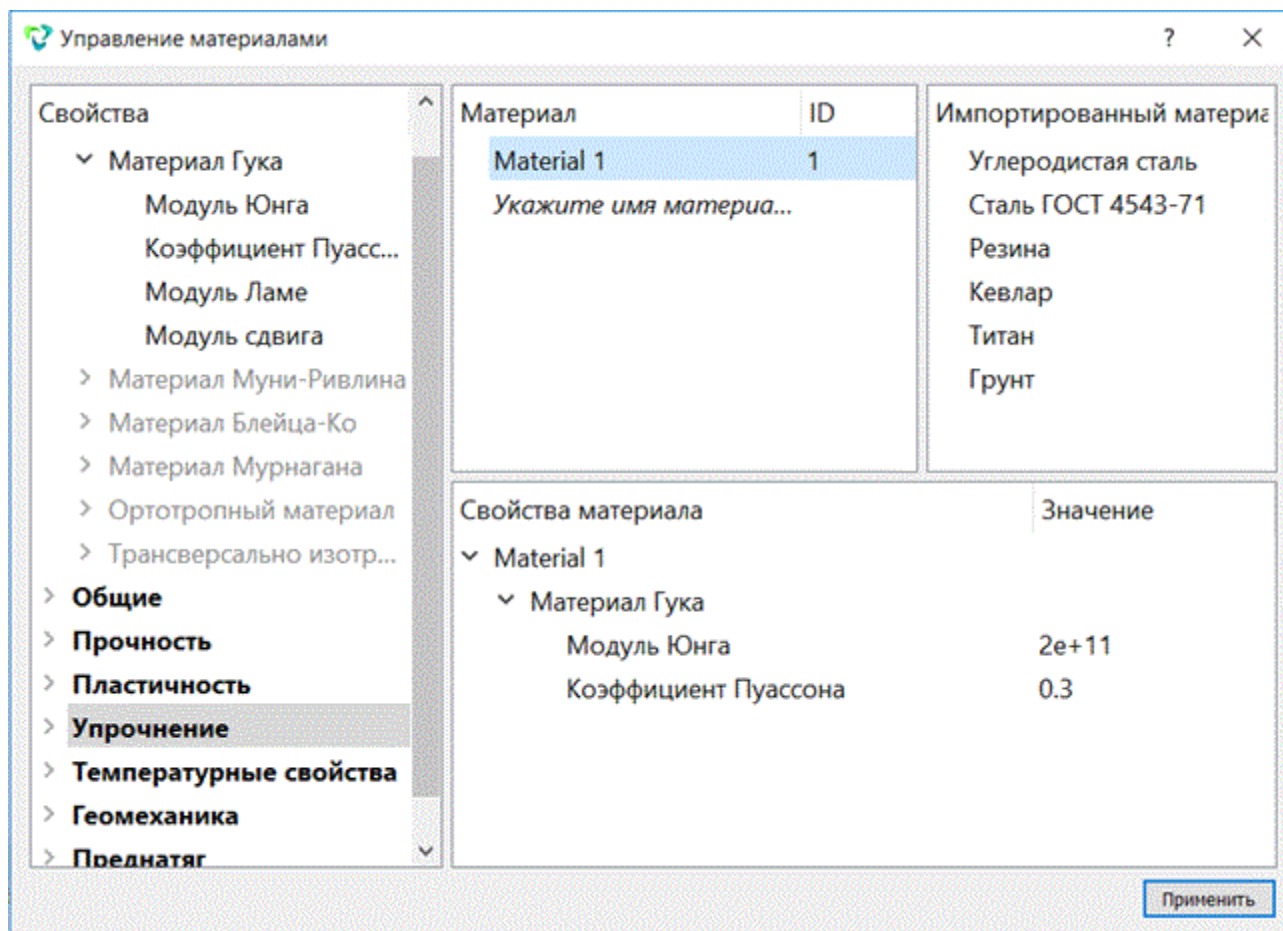 Управление материалами
?
Свойства
Материал Гука
Модуль Юнга
Коэффициент Пуасс...
Модуль Ламе
Модуль сдвига
Материал Муни-Ривлина
Материал Блейца-Ко
Материал Мурнагана
Ортотропный материал
Трансверсально изотр...
Общие
Прочность
Пластичность
Упрочнение
Температурные свойства
Геомеханика
Преднатяг
Материал ID
Material 1 1
Укажите имя материа...
Импортированный материа
Углеродистая сталь
Сталь ГОСТ 4543-71
Резина
Кевлар
Титан
Грунт
Свойства материала Значение
Material 1
Материал Гука
Модуль Юнга 2e+11
Коэффициент Пуассона 0.3
Применить